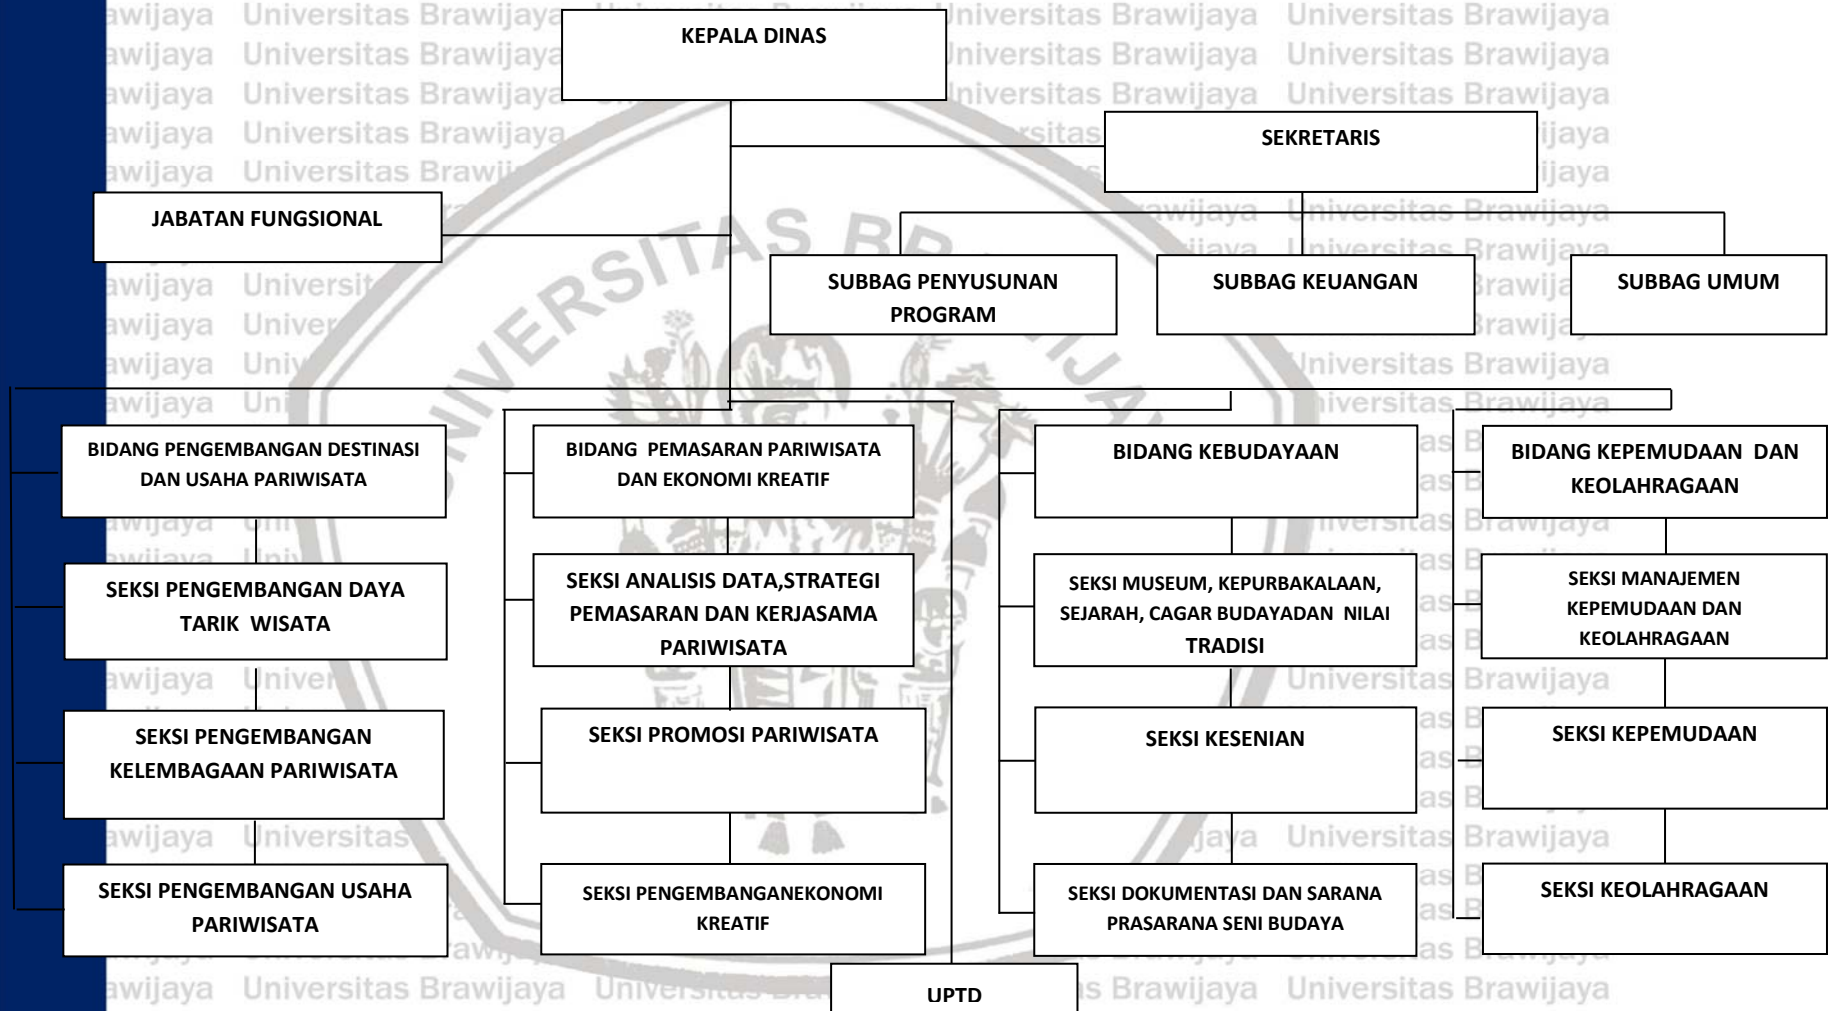 KEPALA DINAS
SEKRETARIS
JABATAN FUNGSIONAL
SUBBAG PENYUSUNAN
PROGRAM
SUBBAG KEUANGAN
SUBBAG UMUM
BIDANG PENGEMBANGAN DESTINASI
DAN USAHA PARIWISATA
BIDANG PEMASARAN PARIWISATA
DAN EKONOMI KREATIF
BIDANG KEBUDAYAAN
BIDANG KEPEMUDAAN DAN
KEOLAHRAGAAN
SEKSI PENGEMBANGAN DAYA
TARIK WISATA
SEKSI ANALISIS DATA,STRATEGI
PEMASARAN DAN KERJASAMA
PARIWISATA
SEKSI MUSEUM, KEPURBAKALAAN,
SEJARAH, CAGAR BUDAYADAN NILAI
TRADISI
SEKSI MANAJEMEN
KEPEMUDAAN DAN
KEOLAHRAGAAN
SEKSI PENGEMBANGAN
KELEMBAGAAN PARIWISATA
SEKSI PROMOSI PARIWISATA
SEKSI KESENIAN
SEKSI KEPEMUDAAN
SEKSI PENGEMBANGAN USAHA
PARIWISATA
SEKSI PENGEMBANGANEKONOMI
KREATIF
SEKSI DOKUMENTASI DAN SARANA
PRASARANA SENI BUDAYA
SEKSI KEOLAHRAGAAN
UPTD